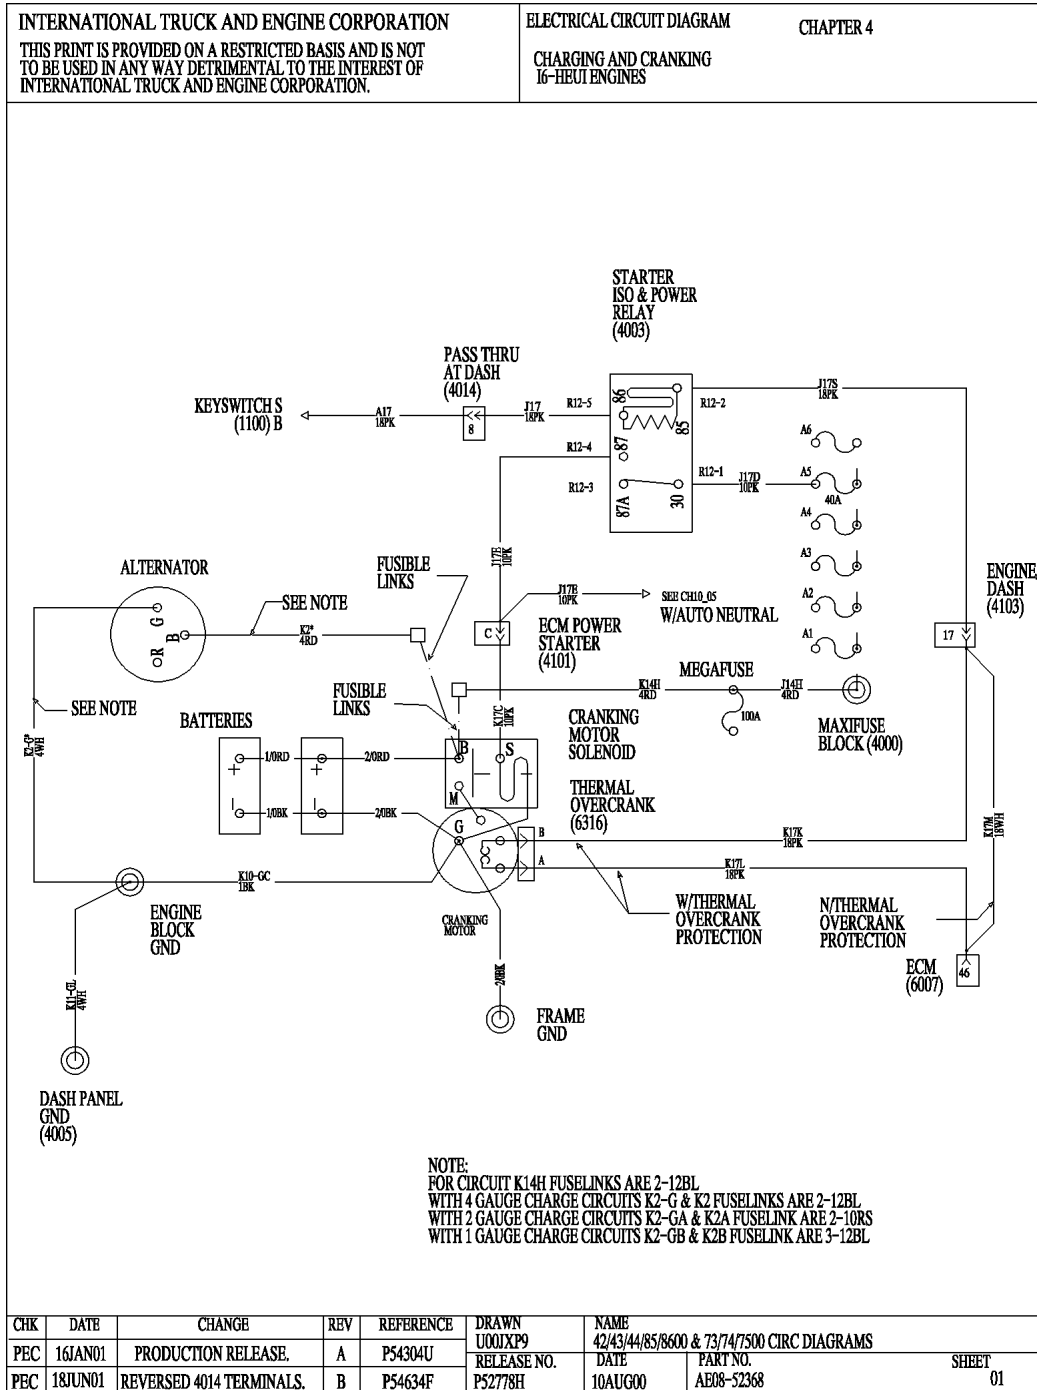 INTERNATIONAL TRUCK AND ENGINE CORPORATION
THIS PRINT IS PROVIDED ON A RESTRICTED BASIS AND IS NOT
TO BE USED IN ANY WAY DETRIMENTAL TO THE INTEREST OF
INTERNATIONAL TRUCK AND ENGINE CORPORATION.
ELECTRICAL CIRCUIT DIAGRAM
CHAPTER 4
CHARGING AND CRANKING
I6-HEUI ENGINES
STARTER
ISO & POWER
RELAY
(4003)
PASS THRU
AT DASH
(4014)
8
KEYSWITCH S
(1100) B
A17
18PK
J17
18PK
R12-5
R12-4
R12-3
R12-2
R12-1
86
85
87
87A
30
J17S
18PK
J17D
10PK
A6
A5
40A
A4
A3
A2
A1
ENGINE,
DASH
(4103)
17
J17E
10PK
J17E
10PK
SEE CH10_05
W/AUTO NEUTRAL
C
ECM POWER
STARTER
(4101)
ALTERNATOR
G
B
R
SEE NOTE
K2*
4RD
FUSIBLE
LINKS
SEE NOTE
K2-G*
4WH
FUSIBLE
LINKS
K17C
10PK
K14H
4RD
MEGAFUSE
100A
J14H
4RD
MAXIFUSE
BLOCK (4000)
BATTERIES
+
+
−
−
1/0RD
2/0RD
1/0BK
2/0BK
CRANKING
MOTOR
SOLENOID
B
S
M
G
THERMAL
OVERCRANK
(6316)
B
A
K17K
18PK
K17L
18PK
K17M
18WH
K10-GC
1BK
ENGINE
BLOCK
GND
CRANKING
MOTOR
W/THERMAL
OVERCRANK
PROTECTION
N/THERMAL
OVERCRANK
PROTECTION
ECM
(6007)
46
K11-GL
4WH
2/0BK
FRAME
GND
DASH PANEL
GND
(4005)
NOTE:
FOR CIRCUIT K14H FUSELINKS ARE 2-12BL
WITH 4 GAUGE CHARGE CIRCUITS K2-G & K2 FUSELINKS ARE 2-12BL
WITH 2 GAUGE CHARGE CIRCUITS K2-GA & K2A FUSELINK ARE 2-10RS
WITH 1 GAUGE CHARGE CIRCUITS K2-GB & K2B FUSELINK ARE 3-12BL
CHK DATE CHANGE REV REFERENCE
PEC 16JAN01 PRODUCTION RELEASE. A P54304U
PEC 18JUN01 REVERSED 4014 TERMINALS. B P54634F
DRAWN
U00JXP9
NAME
42/43/44/85/8600 & 73/74/7500 CIRC DIAGRAMS
RELEASE NO.
P52778H
DATE
10AUG00
PART NO.
AE08-52368
SHEET
01